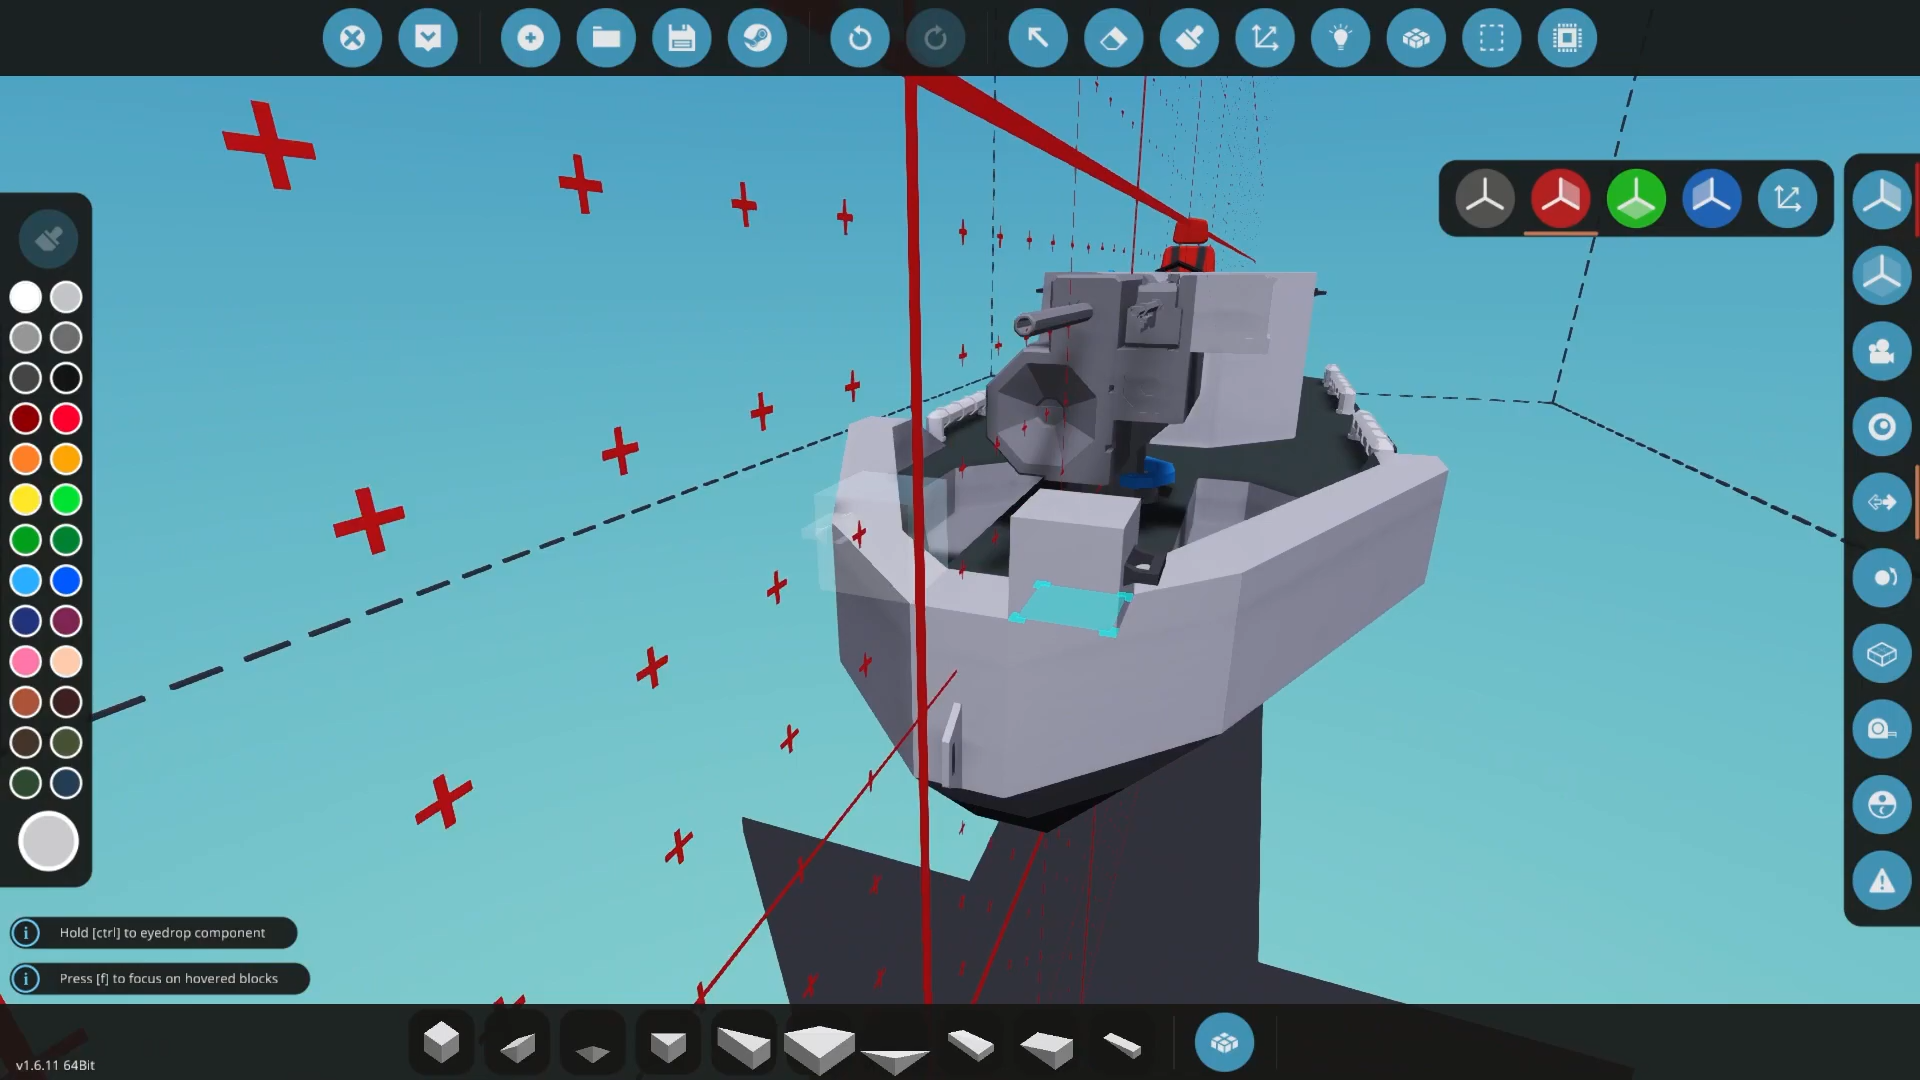 Hold [ctrl] to eyedrop component
Press [f] to focus on hovered blocks
v1.6.11 64Bit